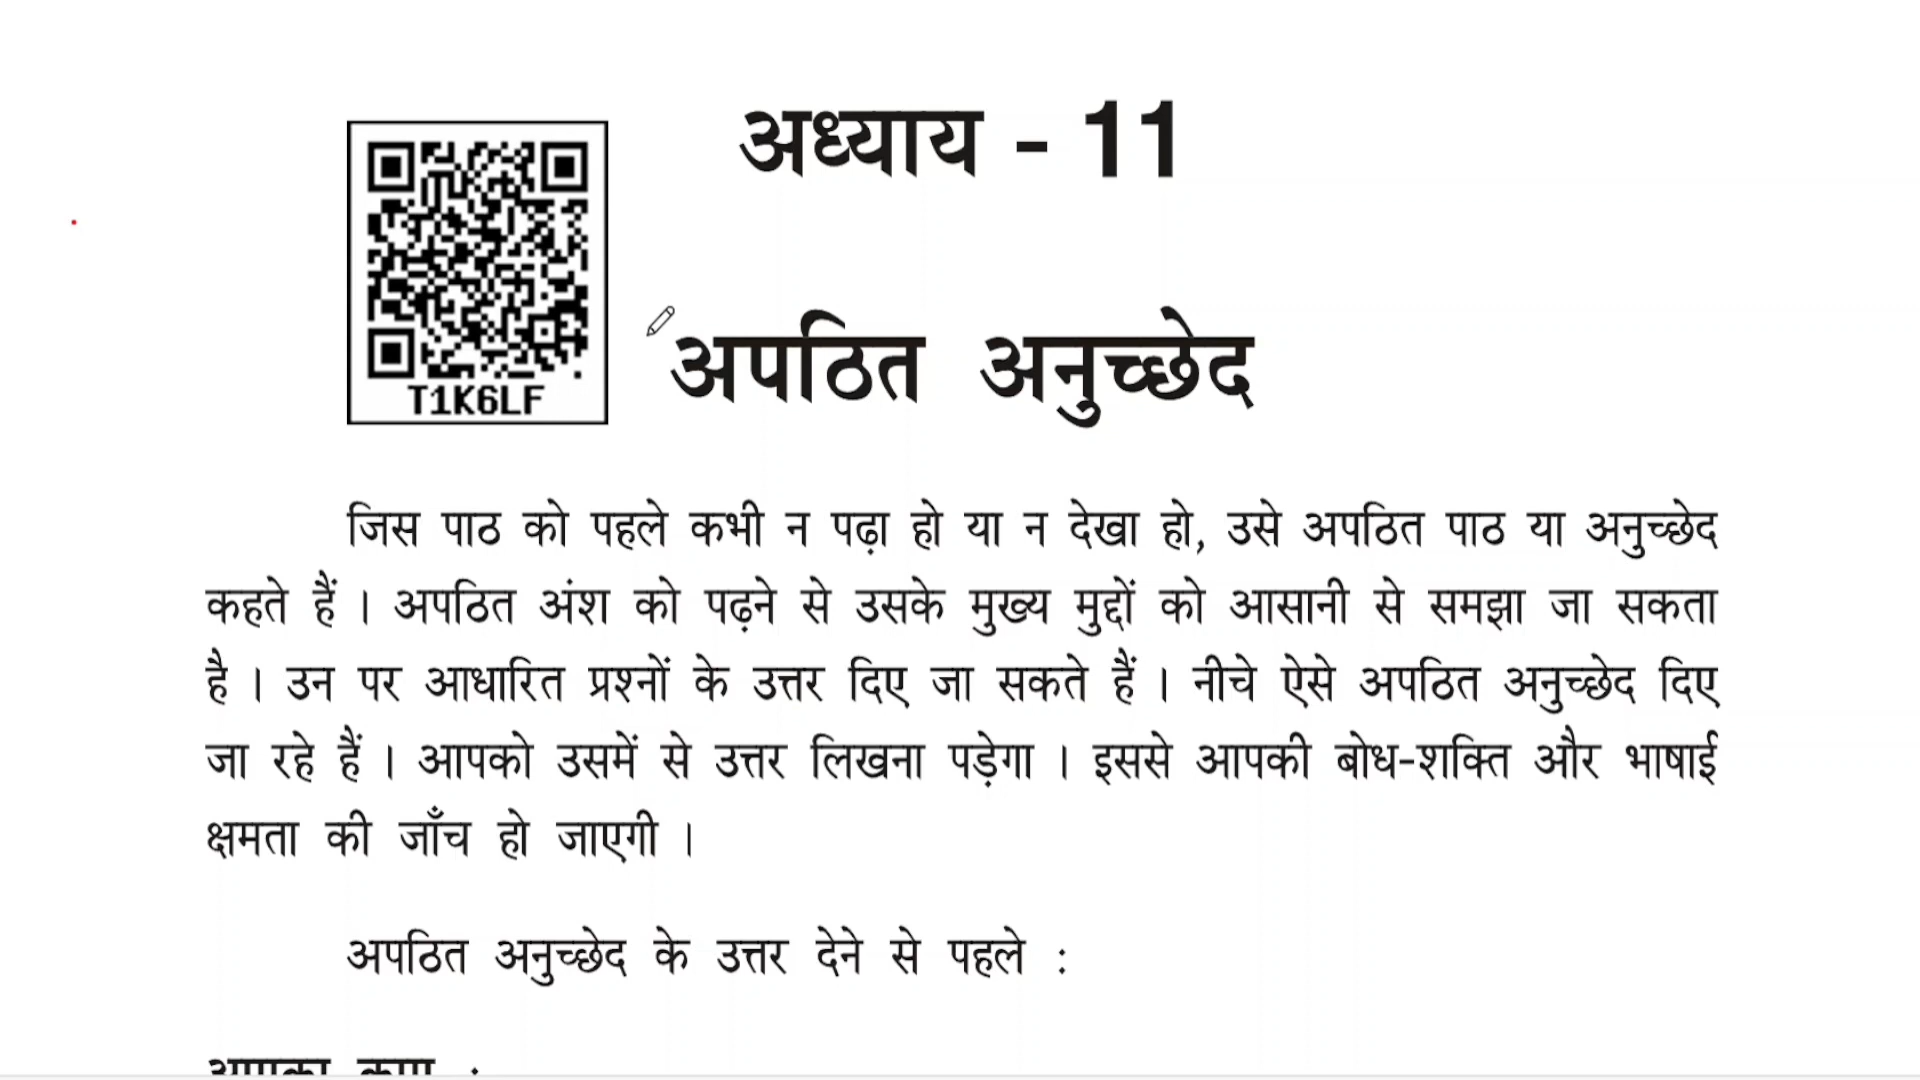 अध्याय - 11
T1K6LF
अपठित अनुच्छेद
जिस पाठ को पहले कभी न पढ़ा हो या न देखा हो, उसे अपठित पाठ या अनुच्छेद
कहते हैं । अपठित अंश को पढ़ने से उसके मुख्य मुद्दों को आसानी से समझा जा सकता
है । उन पर आधारित प्रश्नों के उत्तर दिए जा सकते हैं । नीचे ऐसे अपठित अनुच्छेद दिए
जा रहे हैं । आपको उसमें से उत्तर लिखना पड़ेगा । इससे आपकी बोध-शक्ति और भाषाई
क्षमता की जाँच हो जाएगी ।
अपठित अनुच्छेद के उत्तर देने से पहले :